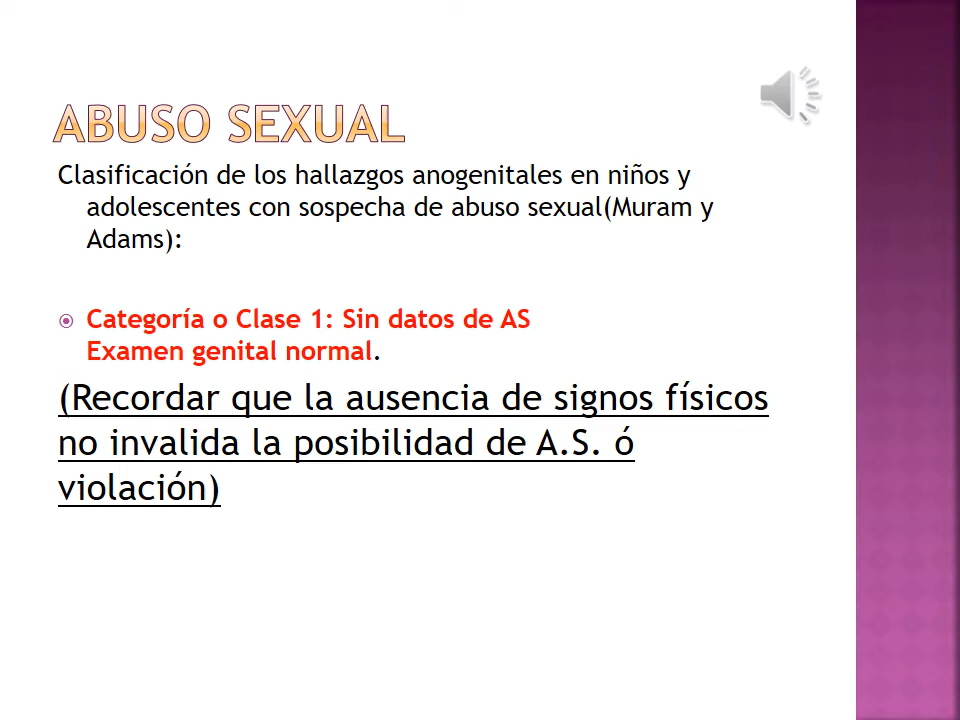 ABUSO SEXUAL
Clasificación de los hallazgos anogenitales en niños y
adolescentes con sospecha de abuso sexual(Muram y
Adams):
Categoría o Clase 1: Sin datos de AS
Examen genital normal.
(Recordar que la ausencia de signos físicos
no invalida la posibilidad de A.S. ó
violación)